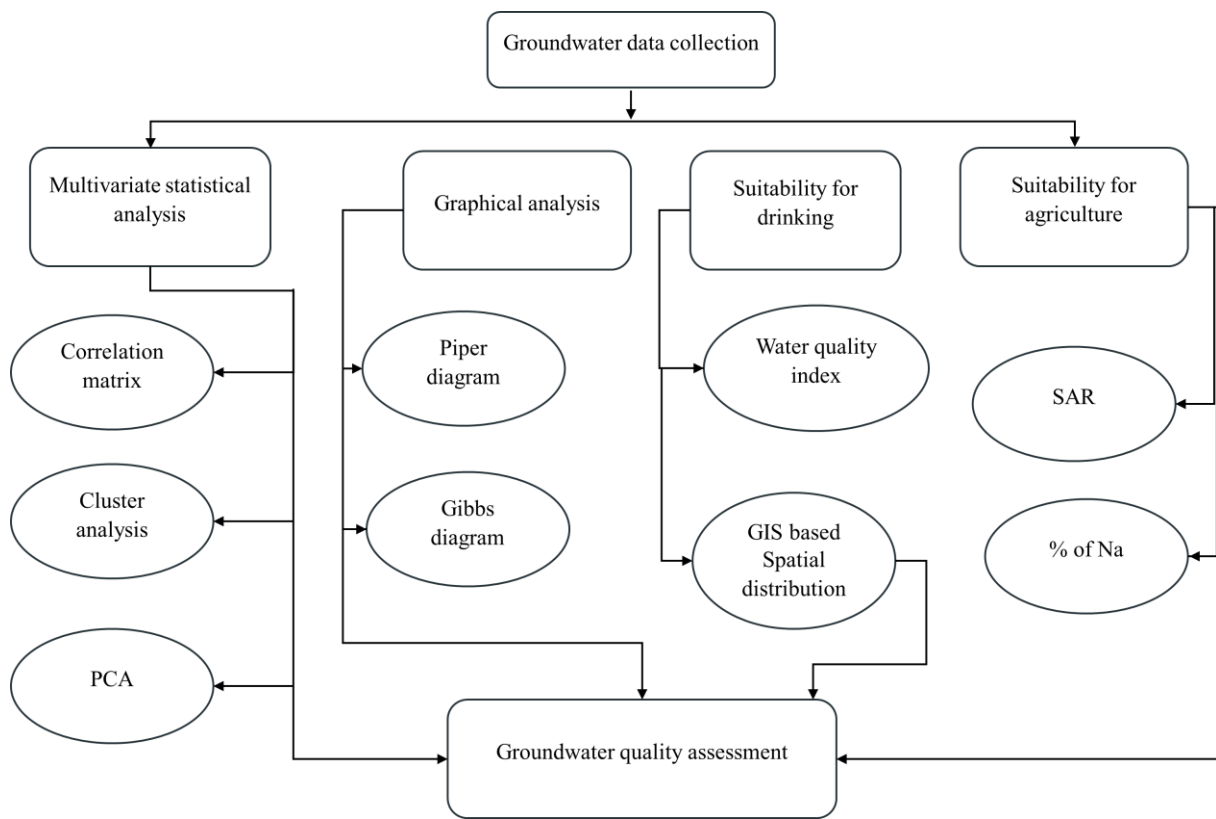 Groundwater data collection
Multivariate statistical
analysis
Graphical analysis
Suitability for
drinking
Suitability for
agriculture
Correlation
matrix
Piper
diagram
Water quality
index
SAR
Cluster
analysis
Gibbs
diagram
GIS based
Spatial
distribution
% of Na
PCA
Groundwater quality assessment